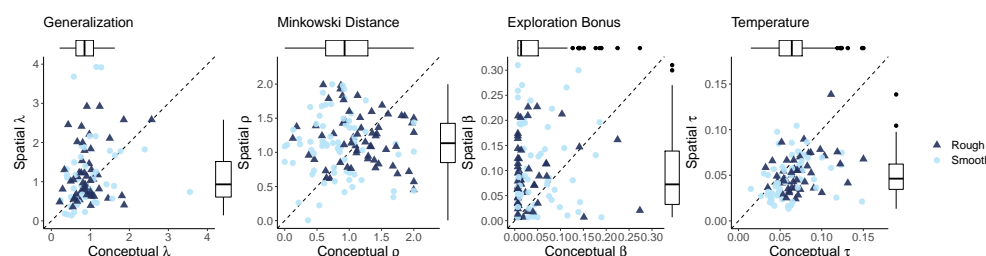 Generalization
Minkowski Distance
Exploration Bonus
Temperature
Spatial λ
4
3
2
1
0
0 1 2 3 4
Conceptual λ
Spatial ρ
2.0
1.5
1.0
0.5
0.0
0.0 0.5 1.0 1.5 2.0
Conceptual ρ
Spatial β
0.30
0.25
0.20
0.15
0.10
0.05
0.00
0.000.050.100.150.200.250.30
Conceptual β
Spatial τ
0.15
0.10
0.05
0.00
0.00 0.05 0.10 0.15
Conceptual τ
Rough
Smooth